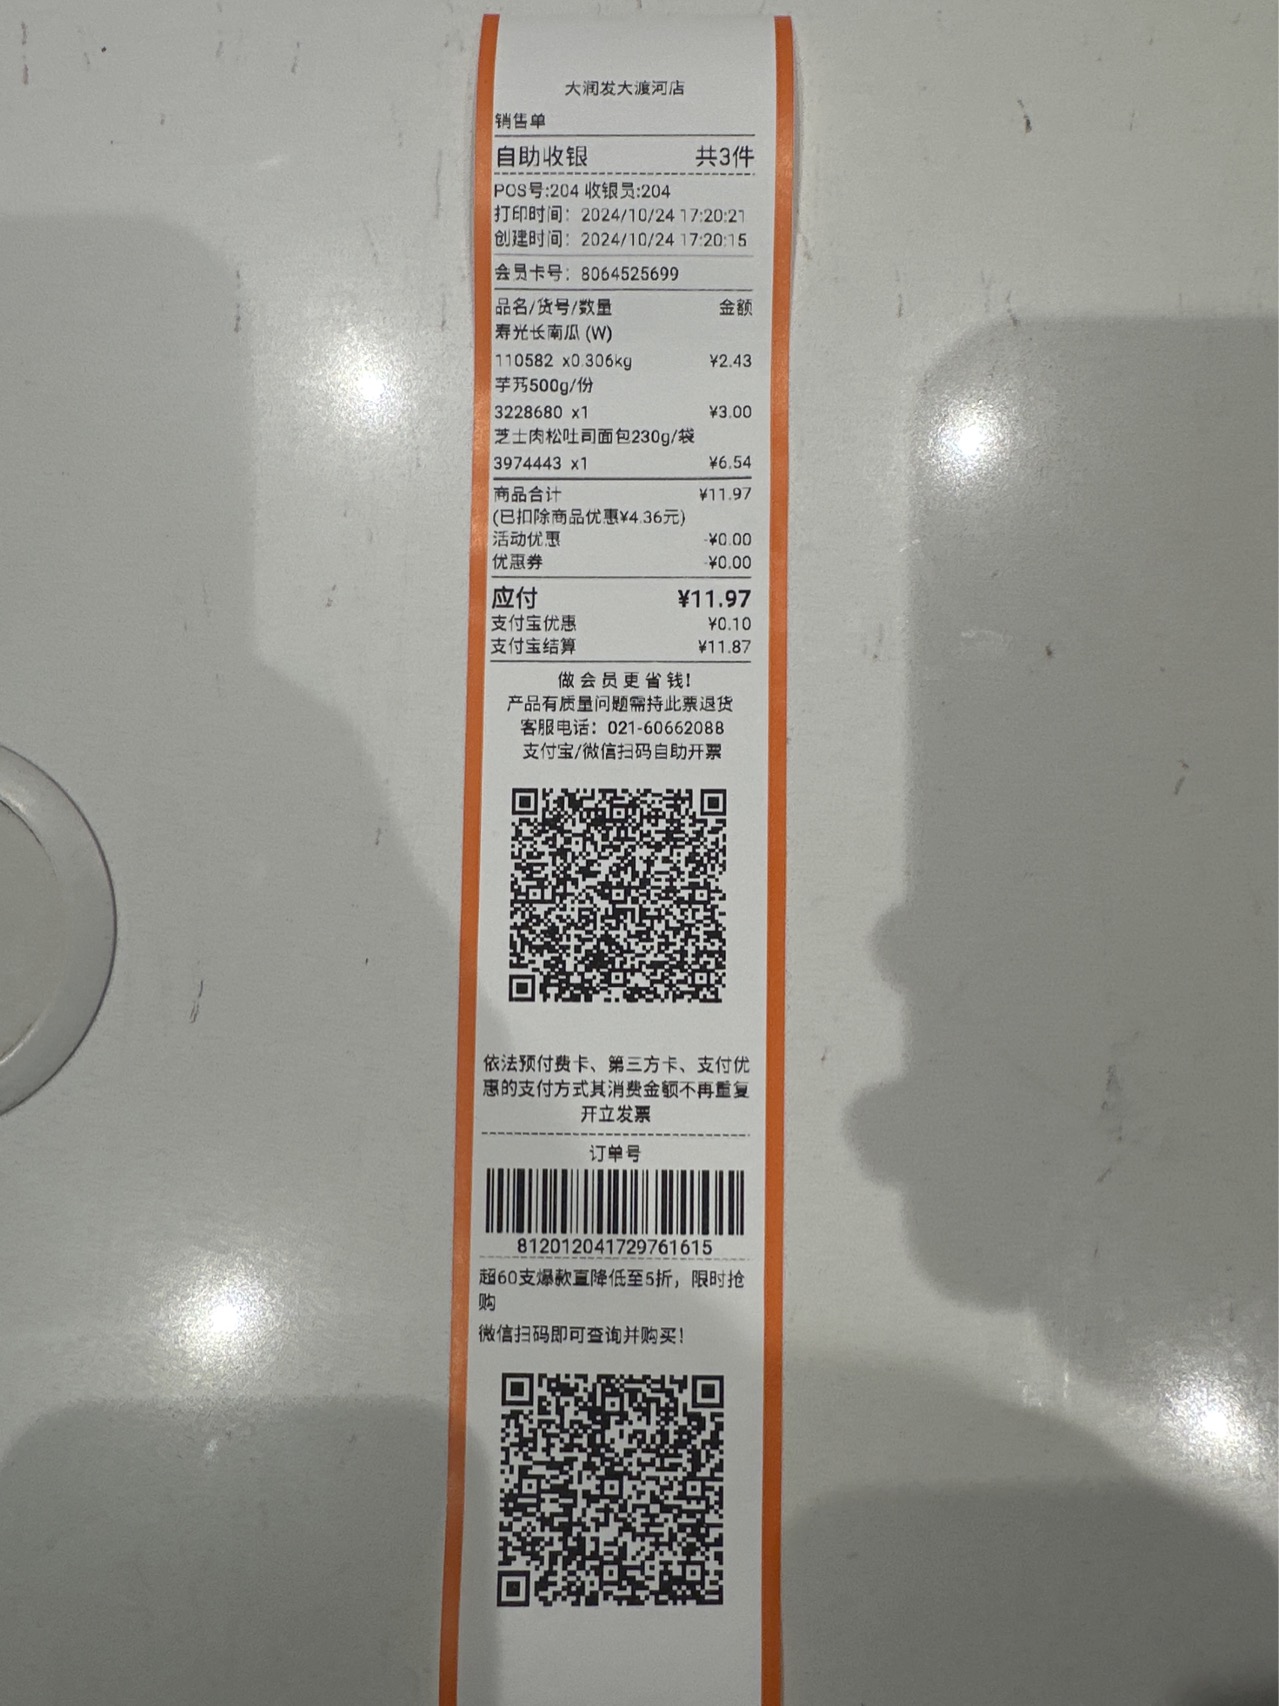 大润发大渡河店
销售单
自助收银 共3件
POS号:204 收银员:204
打印时间：2024/10/24 17:20:21
创建时间：2024/10/24 17:20:15
会员卡号：8064525699
品名/货号/数量 金额
寿光长南瓜 (W)
110582 x0.306kg ¥2.43
芋艿500g/份
3228680 x1 ¥3.00
芝士肉松吐司面包230g/袋
3974443 x1 ¥6.54
商品合计 ¥11.97
(已扣除商品优惠¥4.36元)
活动优惠 -¥0.00
优惠券 -¥0.00
应付 ¥11.97
支付宝优惠 ¥0.10
支付宝结算 ¥11.87
做会员更省钱!
产品有质量问题需持此票退货
客服电话：021-60662088
支付宝/微信扫码自助开票
依法预付费卡、第三方卡、支付优
惠的支付方式其消费金额不再重复
开立发票
订单号
812012041729761615
超60支爆款直降低至5折，限时抢
购
微信扫码即可查询并购买！